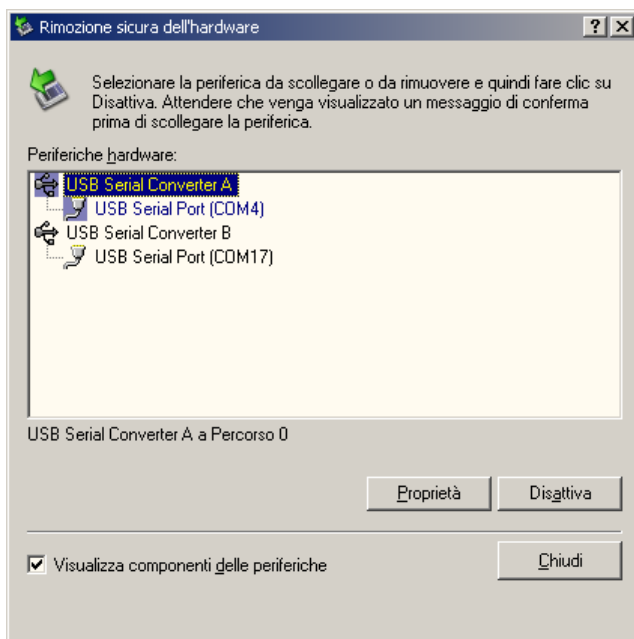 Rimozione sicura dell'hardware
Selezionare la periferica da scollegare o da rimuovere e quindi fare clic su
Disattiva. Attendere che venga visualizzato un messaggio di conferma
prima di scollegare la periferica.
Periferiche hardware:
USB Serial Converter A
USB Serial Port (COM4)
USB Serial Converter B
USB Serial Port (COM17)
USB Serial Converter A a Percorso 0
Proprietà
Disattiva
Visualizza componenti delle periferiche
Chiudi